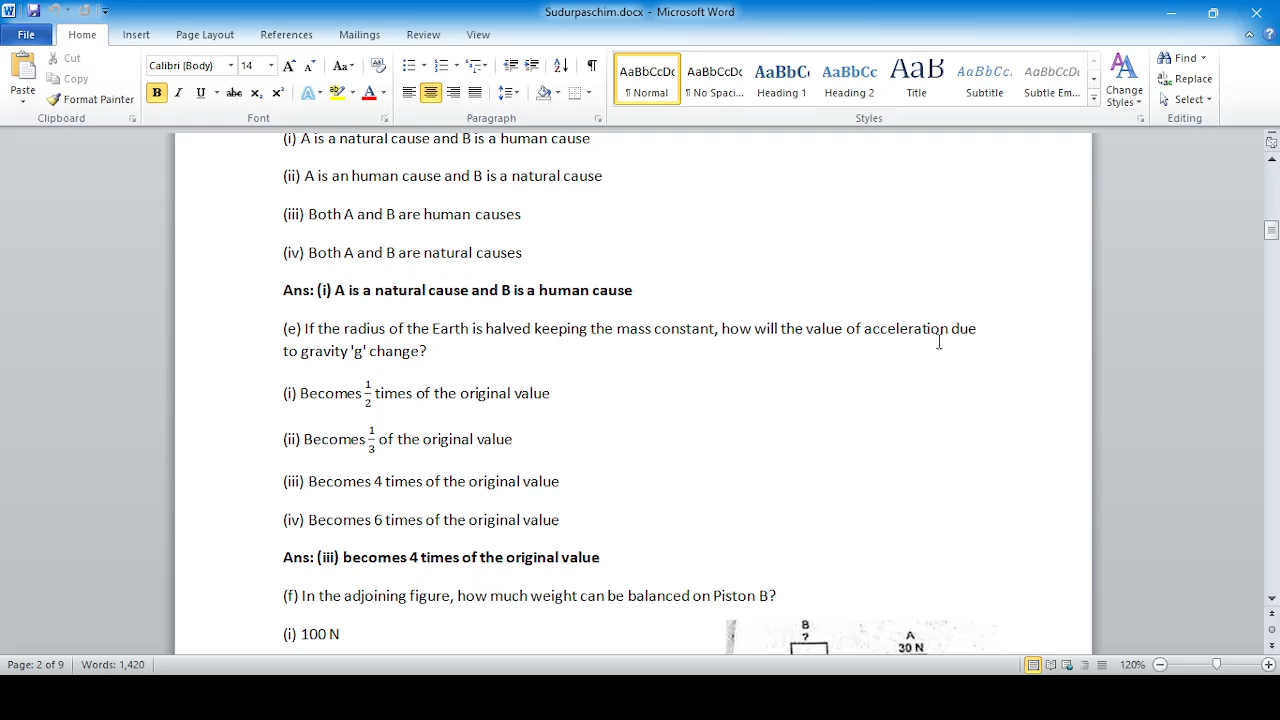 Sudurpaschim.docx - Microsoft Word
File Home Insert Page Layout References Mailings Review View
Paste
Cut
Copy
Format Painter
Clipboard
Calibri (Body) 14
B I U abc x₂ x²
Font
Paragraph
AaBbCcDc AaBbCcDc AaBbC AaBbCc AaB AaBbCc. AaBbCcDc
¶ Normal ¶ No Spaci... Heading 1 Heading 2 Title Subtitle Subtle Em...
Styles
Change Styles
Find
Replace
Select
Editing
(i) A is a natural cause and B is a human cause
(ii) A is an human cause and B is a natural cause
(iii) Both A and B are human causes
(iv) Both A and B are natural causes
Ans: (i) A is a natural cause and B is a human cause
(e) If the radius of the Earth is halved keeping the mass constant, how will the value of acceleration due
to gravity 'g' change?
(i) Becomes 1/2 times of the original value
(ii) Becomes 1/3 of the original value
(iii) Becomes 4 times of the original value
(iv) Becomes 6 times of the original value
Ans: (iii) becomes 4 times of the original value
(f) In the adjoining figure, how much weight can be balanced on Piston B?
(i) 100 N
B
?
A
30 N
Page: 2 of 9 Words: 1,420 120%